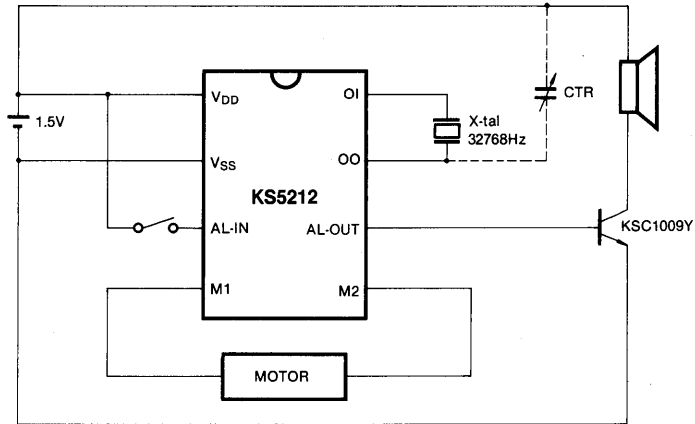 VDD
OI
CTR
1.5V
X-tal
32768Hz
VSS
OO
KS5212
AL-IN
AL-OUT
KSC1009Y
M1
M2
MOTOR